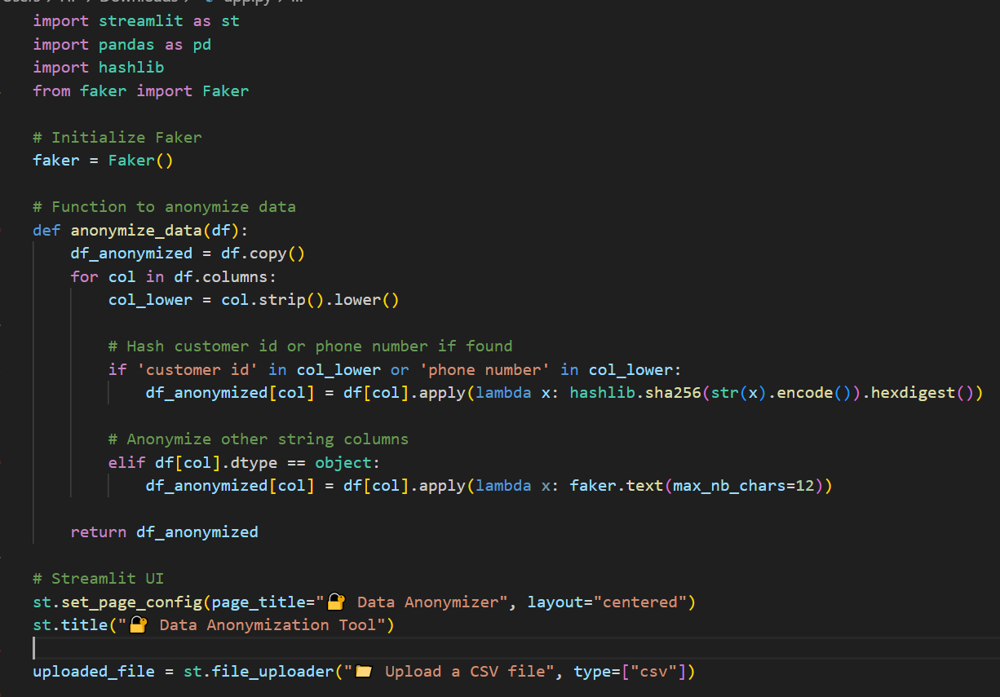 import streamlit as st
import pandas as pd
import hashlib
from faker import Faker

# Initialize Faker
faker = Faker()

# Function to anonymize data
def anonymize_data(df):
    df_anonymized = df.copy()
    for col in df.columns:
        col_lower = col.strip().lower()

        # Hash customer id or phone number if found
        if 'customer id' in col_lower or 'phone number' in col_lower:
            df_anonymized[col] = df[col].apply(lambda x: hashlib.sha256(str(x).encode()).hexdigest())

        # Anonymize other string columns
        elif df[col].dtype == object:
            df_anonymized[col] = df[col].apply(lambda x: faker.text(max_nb_chars=12))

    return df_anonymized

# Streamlit UI
st.set_page_config(page_title="🔐 Data Anonymizer", layout="centered")
st.title("🔐 Data Anonymization Tool")

uploaded_file = st.file_uploader("📁 Upload a CSV file", type=["csv"])